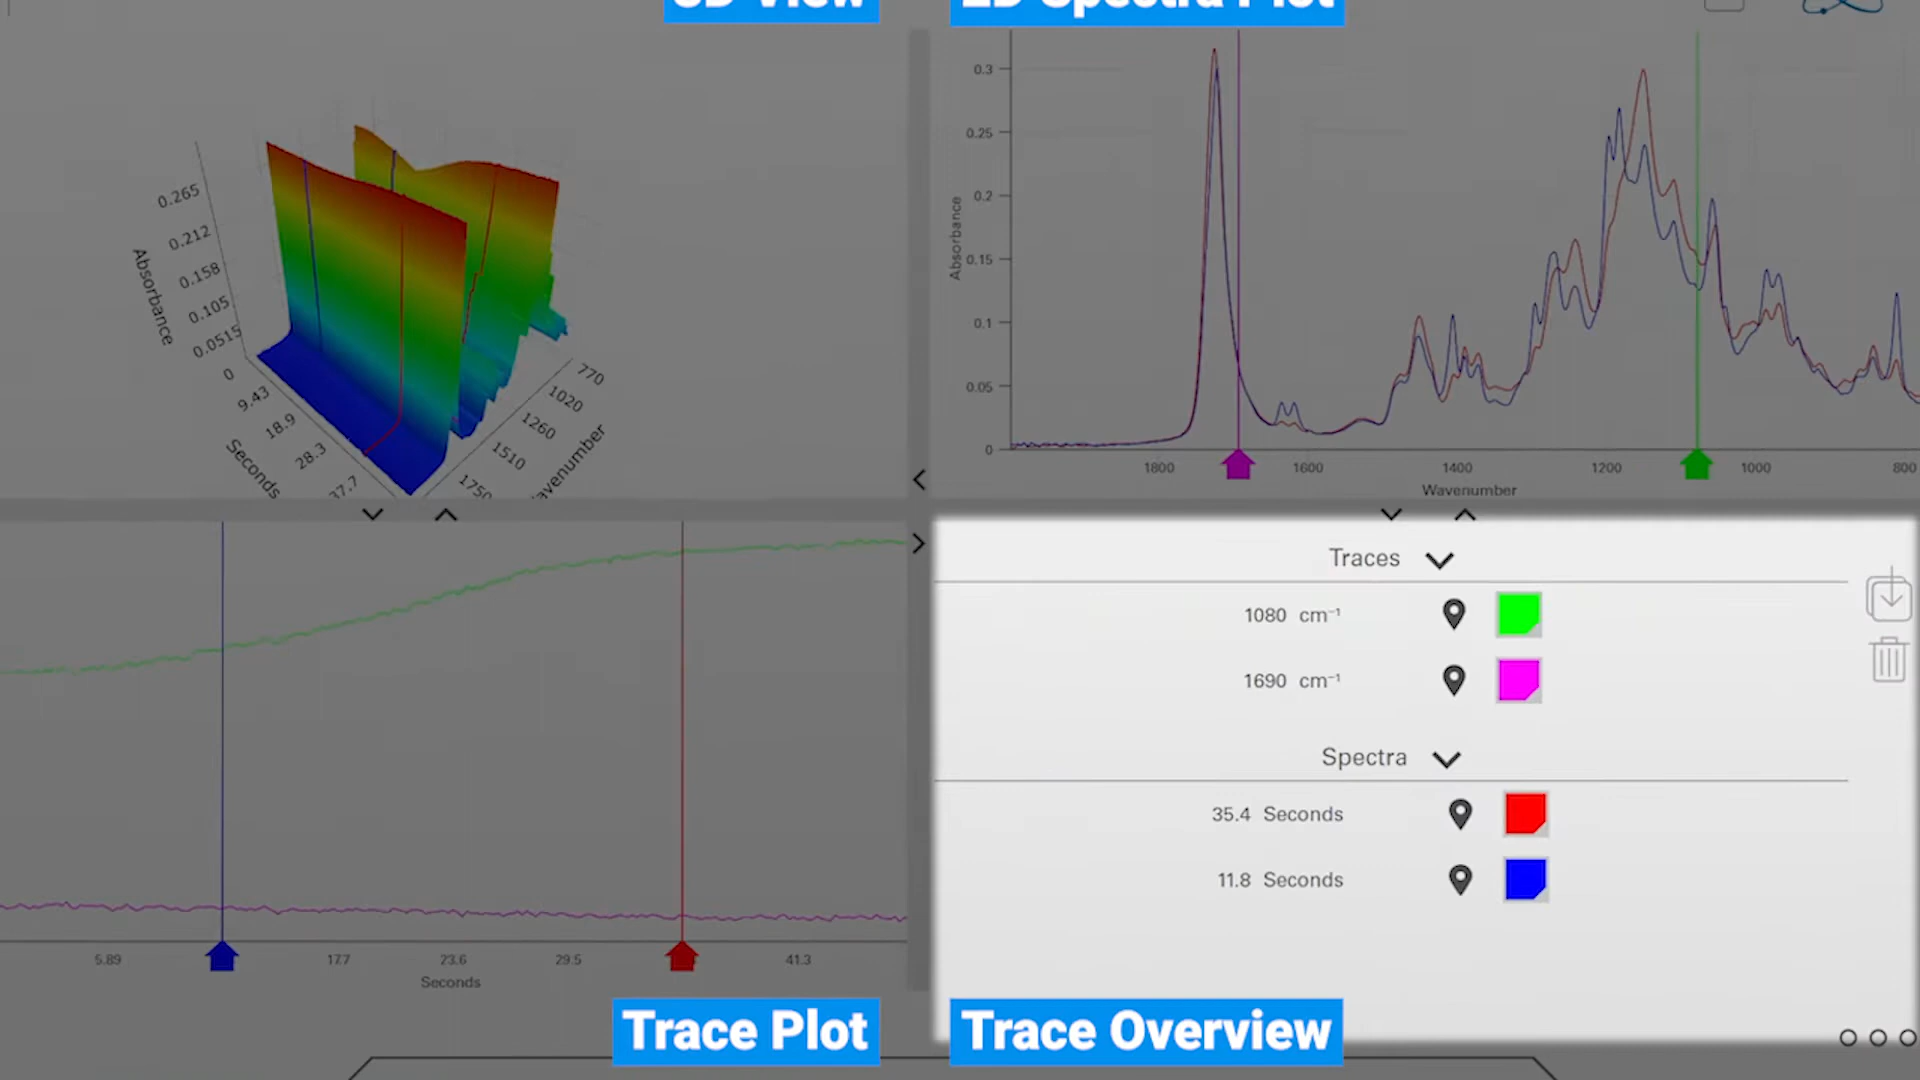 3D View
2D Spectra Plot
0.265
0.212
0.158
0.105
0.0515
Absorbance
0
9.43
18.9
28.3
37.7
Seconds
770
1020
1260
1510
1750
avenumber
0.3
0.25
0.2
0.15
0.1
0.05
0
Absorbance
1800
1600
1400
1200
1000
800
Wavenumber
5.89
17.7
23.6
29.5
41.3
Seconds
Trace Plot
Traces
1080 cm⁻¹
1690 cm⁻¹
Spectra
35.4 Seconds
11.8 Seconds
Trace Overview